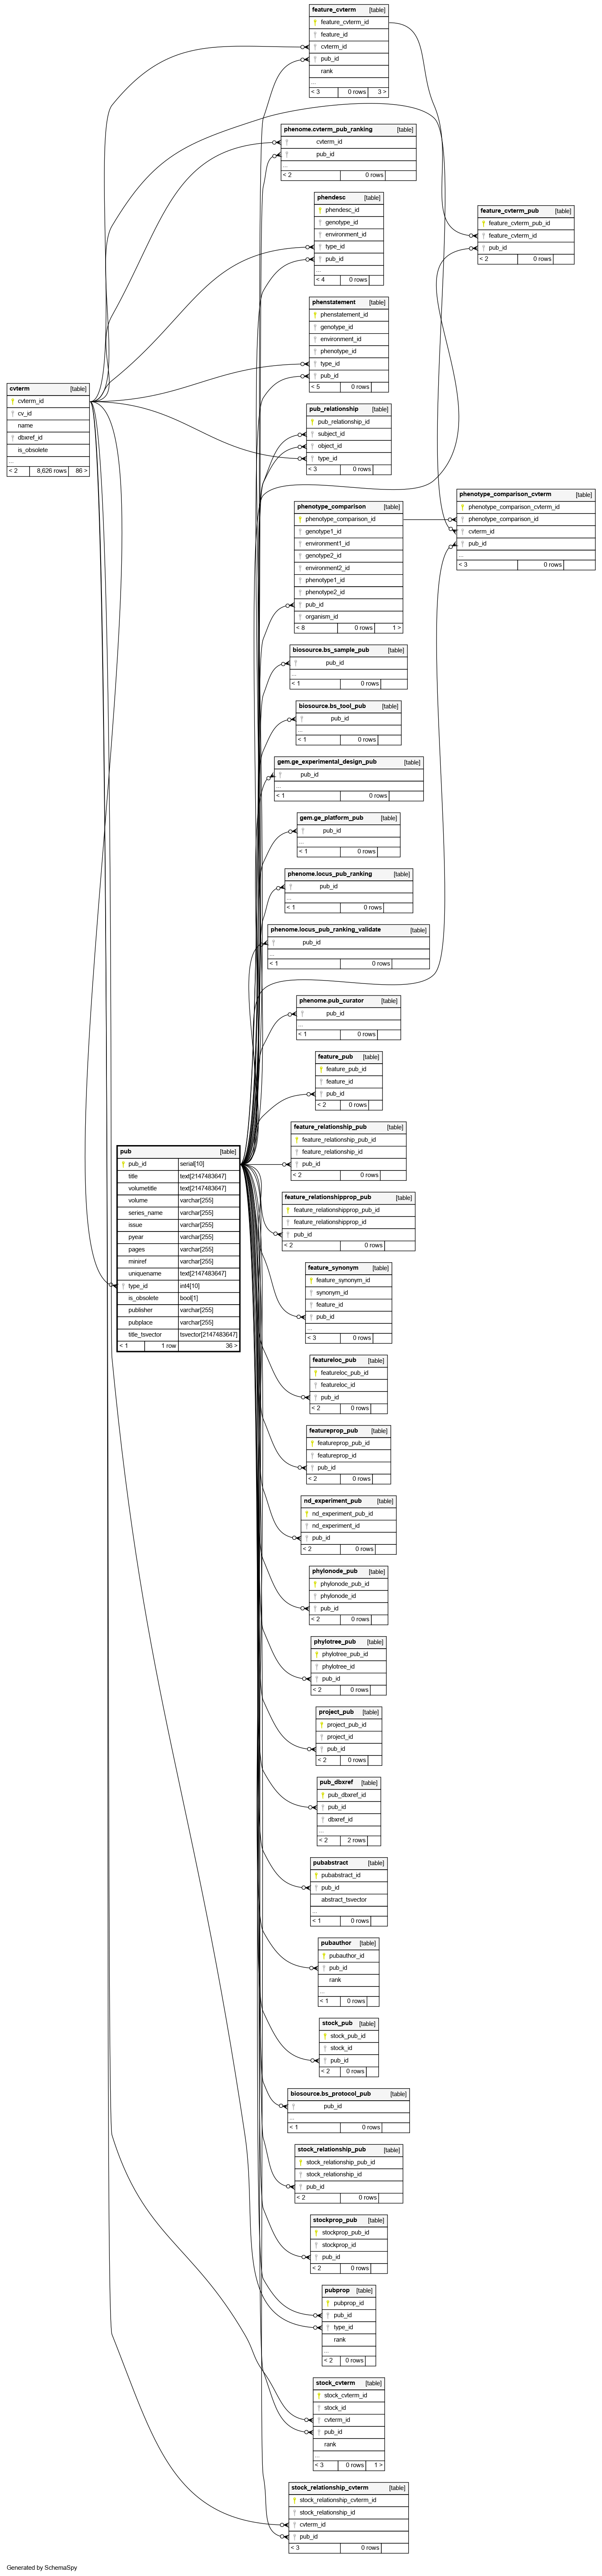 feature_cvterm [table]
feature_cvterm_id
feature_id
cvterm_id
pub_id
rank
...
< 3 0 rows 3 >
phenome.cvterm_pub_ranking [table]
cvterm_id
pub_id
...
< 2 0 rows
phendesc [table]
phendesc_id
genotype_id
environment_id
type_id
pub_id
...
< 4 0 rows
feature_cvterm_pub [table]
feature_cvterm_pub_id
feature_cvterm_id
pub_id
< 2 0 rows
phenstatement [table]
phenstatement_id
genotype_id
environment_id
phenotype_id
type_id
pub_id
< 5 0 rows
cvterm [table]
cvterm_id
cv_id
name
dbxref_id
is_obsolete
...
< 2 8,626 rows 86 >
pub_relationship [table]
pub_relationship_id
subject_id
object_id
type_id
< 3 0 rows
phenotype_comparison [table]
phenotype_comparison_id
genotype1_id
environment1_id
genotype2_id
environment2_id
phenotype1_id
phenotype2_id
pub_id
organism_id
< 8 0 rows 1 >
phenotype_comparison_cvterm [table]
phenotype_comparison_cvterm_id
phenotype_comparison_id
cvterm_id
pub_id
...
< 3 0 rows
biosource.bs_sample_pub [table]
pub_id
...
< 1 0 rows
biosource.bs_tool_pub [table]
pub_id
...
< 1 0 rows
gem.ge_experimental_design_pub [table]
pub_id
...
< 1 0 rows
gem.ge_platform_pub [table]
pub_id
...
< 1 0 rows
phenome.locus_pub_ranking [table]
pub_id
...
< 1 0 rows
phenome.locus_pub_ranking_validate [table]
pub_id
...
< 1 0 rows
phenome.pub_curator [table]
pub_id
...
< 1 0 rows
feature_pub [table]
feature_pub_id
feature_id
pub_id
< 2 0 rows
feature_relationship_pub [table]
feature_relationship_pub_id
feature_relationship_id
pub_id
< 2 0 rows
pub [table]
pub_id serial[10]
title text[2147483647]
volumetitle text[2147483647]
volume varchar[255]
series_name varchar[255]
issue varchar[255]
pyear varchar[255]
pages varchar[255]
miniref varchar[255]
uniquename text[2147483647]
type_id int4[10]
is_obsolete bool[1]
publisher varchar[255]
pubplace varchar[255]
title_tsvector tsvector[2147483647]
< 1 1 row 36 >
feature_relationshipprop_pub [table]
feature_relationshipprop_pub_id
feature_relationshipprop_id
pub_id
< 2 0 rows
feature_synonym [table]
feature_synonym_id
synonym_id
feature_id
pub_id
...
< 3 0 rows
featureloc_pub [table]
featureloc_pub_id
featureloc_id
pub_id
< 2 0 rows
featureprop_pub [table]
featureprop_pub_id
featureprop_id
pub_id
< 2 0 rows
nd_experiment_pub [table]
nd_experiment_pub_id
nd_experiment_id
pub_id
< 2 0 rows
phylonode_pub [table]
phylonode_pub_id
phylonode_id
pub_id
< 2 0 rows
phylotree_pub [table]
phylotree_pub_id
phylotree_id
pub_id
< 2 0 rows
project_pub [table]
project_pub_id
project_id
pub_id
< 2 0 rows
pub_dbxref [table]
pub_dbxref_id
pub_id
dbxref_id
...
< 2 2 rows
pubabstract [table]
pubabstract_id
pub_id
abstract_tsvector
...
< 1 0 rows
pubauthor [table]
pubauthor_id
pub_id
rank
...
< 1 0 rows
stock_pub [table]
stock_pub_id
stock_id
pub_id
< 2 0 rows
biosource.bs_protocol_pub [table]
pub_id
...
< 1 0 rows
stock_relationship_pub [table]
stock_relationship_pub_id
stock_relationship_id
pub_id
< 2 0 rows
stockprop_pub [table]
stockprop_pub_id
stockprop_id
pub_id
< 2 0 rows
pubprop [table]
pubprop_id
pub_id
type_id
rank
...
< 2 0 rows
stock_cvterm [table]
stock_cvterm_id
stock_id
cvterm_id
pub_id
rank
...
< 3 0 rows 1 >
stock_relationship_cvterm [table]
stock_relationship_cvterm_id
stock_relationship_id
cvterm_id
pub_id
< 3 0 rows
Generated by SchemaSpy